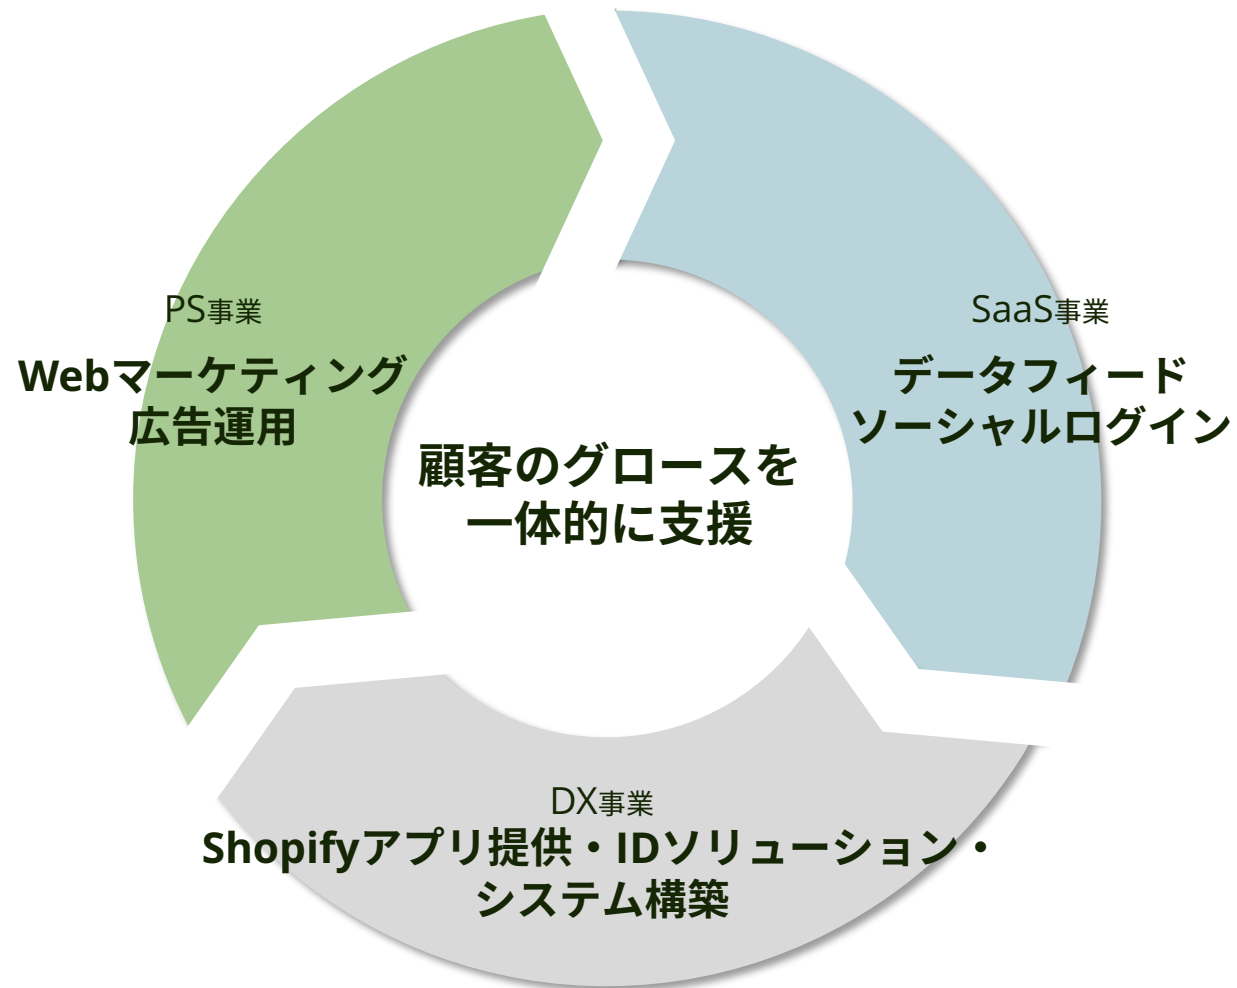 PS事業
Webマーケティング
広告運用
SaaS事業
データフィード
ソーシャルログイン
顧客のグロースを
一体的に支援
DX事業
Shopifyアプリ提供・IDソリューション・
システム構築